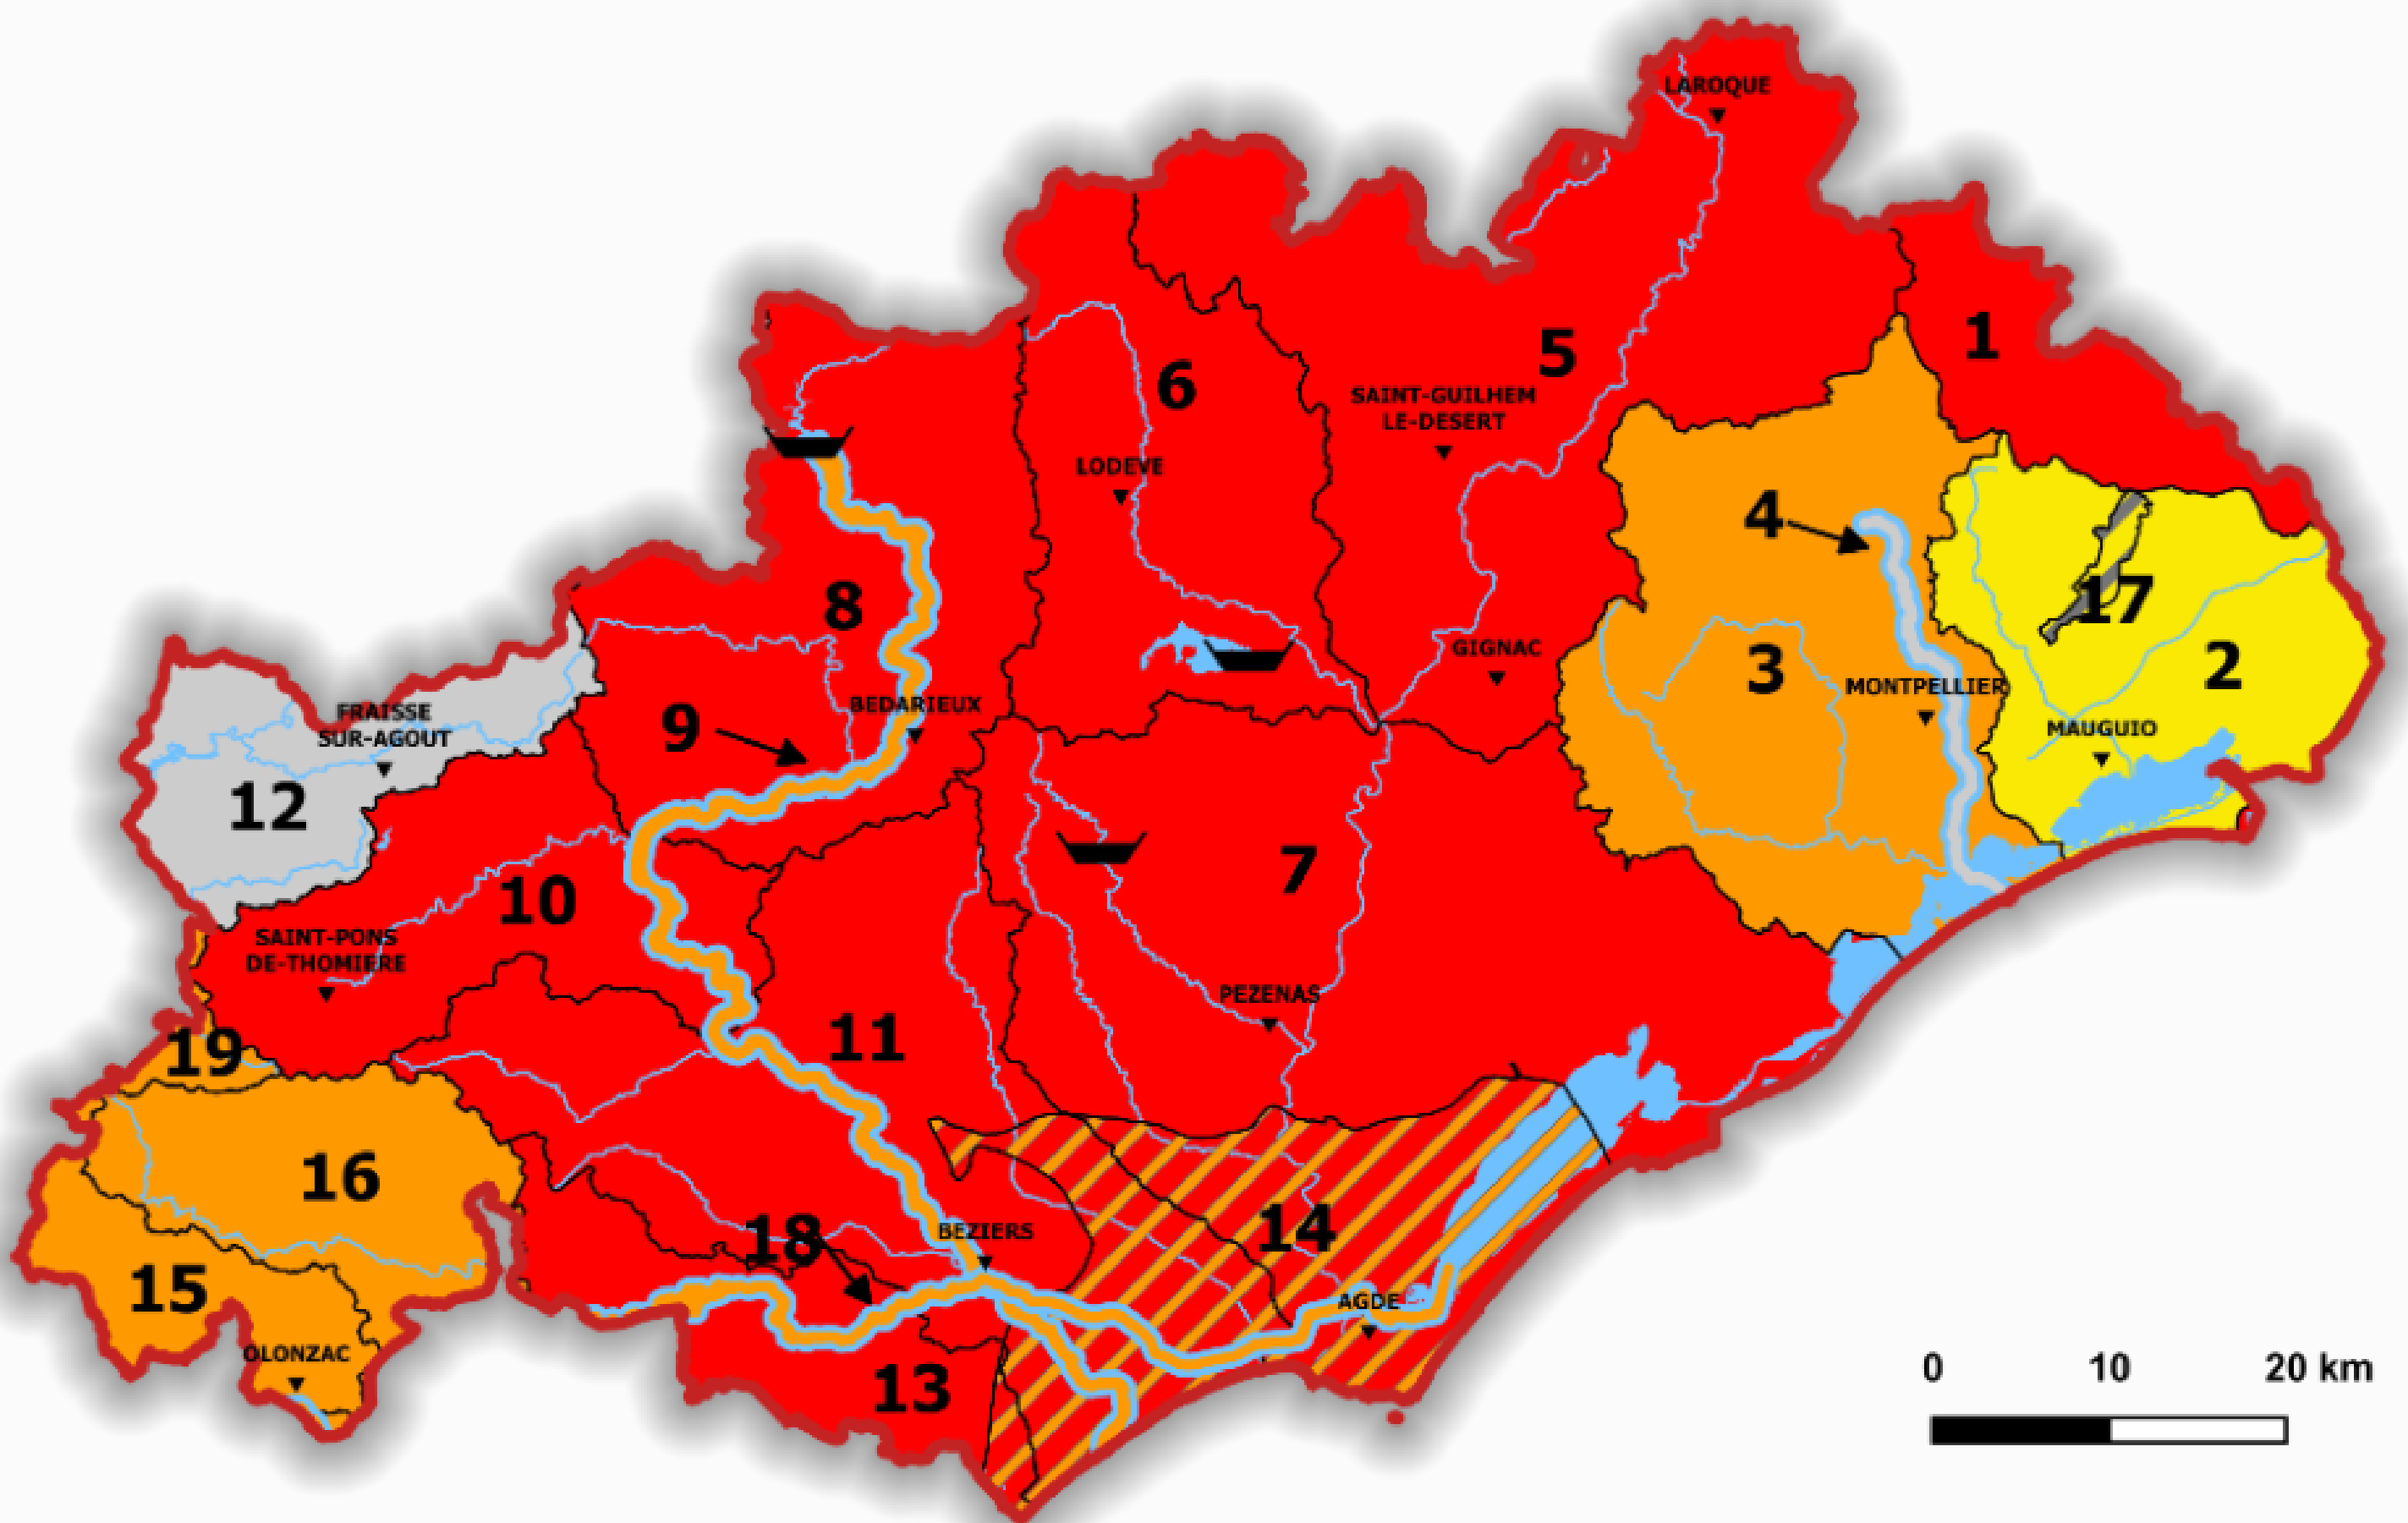 LAROQUE
1
5
6
SAINT-GUILHEM
LE-DESERT
LODEVE
4
17
8
GIGNAC
3
2
MONTPELLIER
9
BEDARIEUX
FRAISSE
SUR-AGOUT
MAUGUIO
12
7
10
SAINT-PONS
DE-THOMIERE
PEZENAS
11
19
16
14
18
BEZIERS
15
AGDE
OLONZAC
13
0 10 20 km